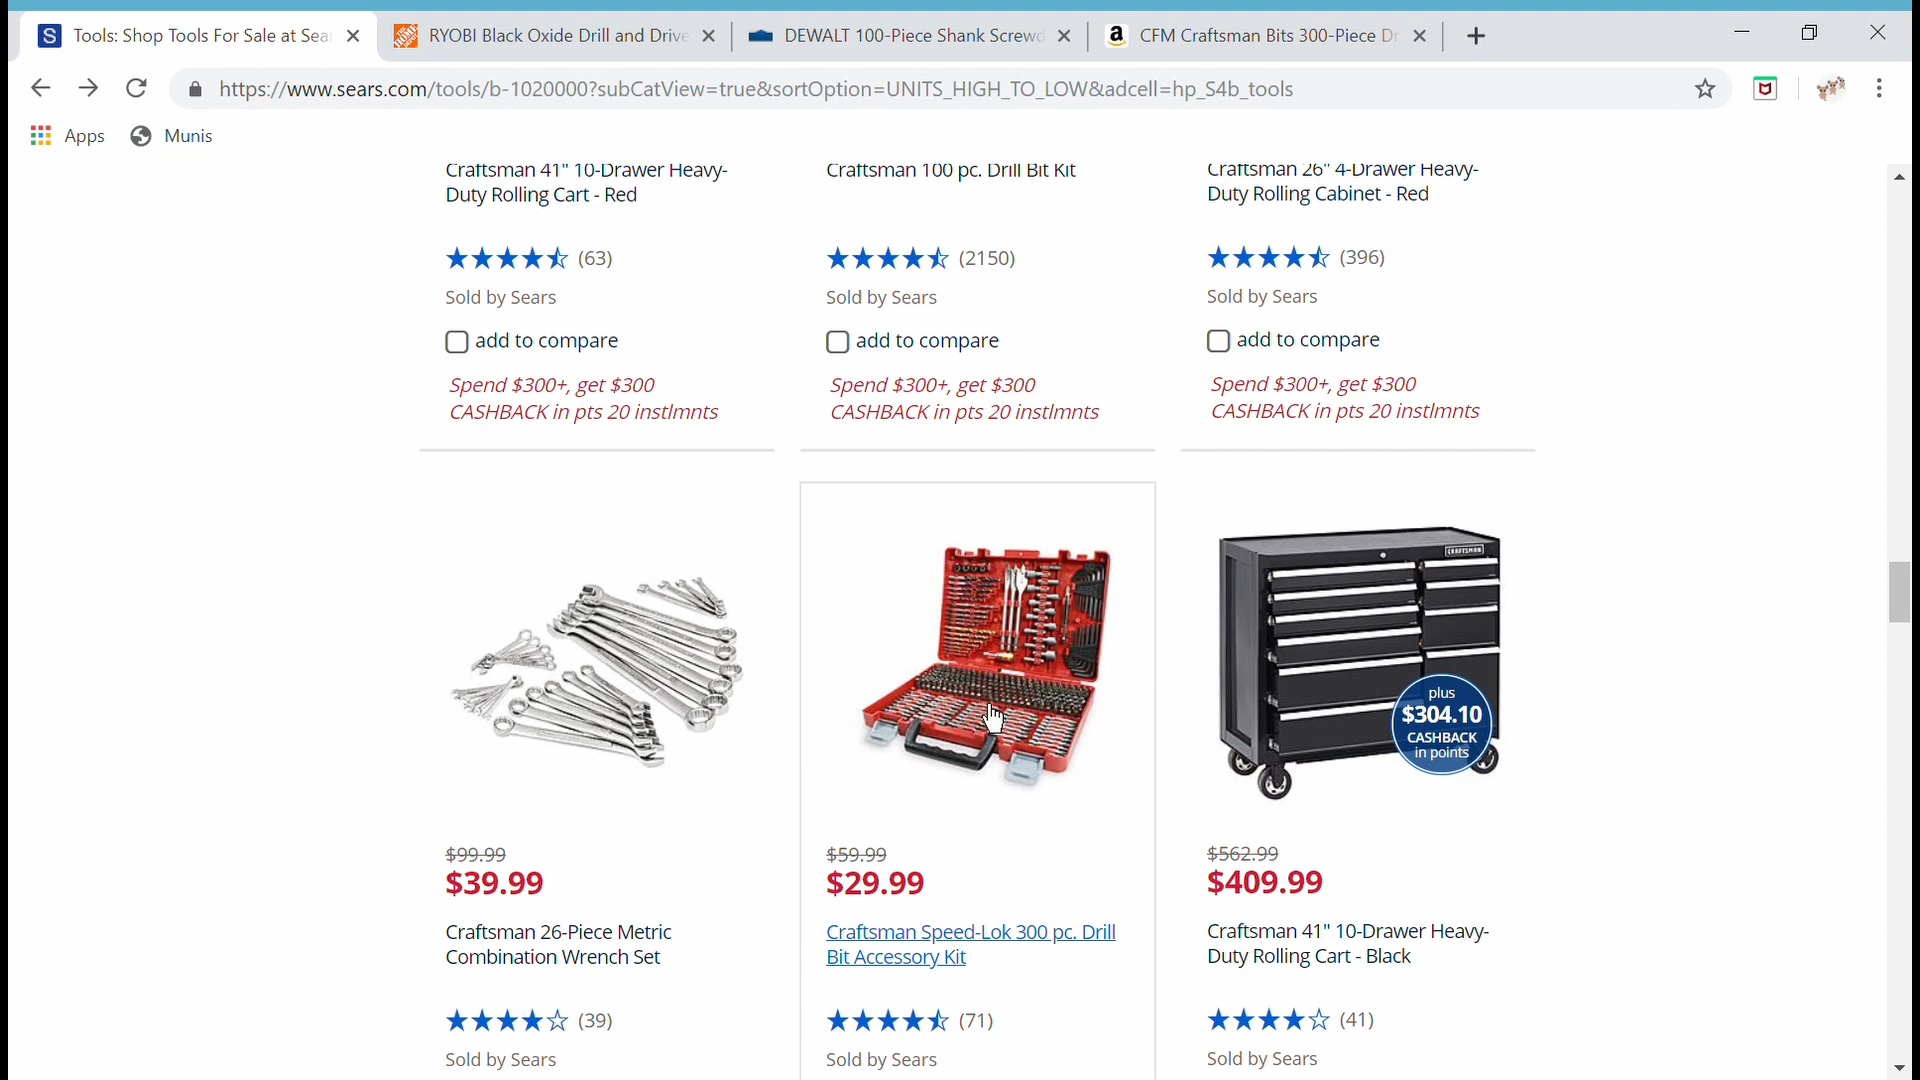 Tools: Shop Tools For Sale at Sea
RYOBI Black Oxide Drill and Drive
DEWALT 100-Piece Shank Screwd
CFM Craftsman Bits 300-Piece Dr
https://www.sears.com/tools/b-1020000?subCatView=true&sortOption=UNITS_HIGH_TO_LOW&adcell=hp_S4b_tools
Apps
Munis
Craftsman 41" 10-Drawer Heavy-
Duty Rolling Cart - Red
(63)
Sold by Sears
add to compare
Spend $300+, get $300
CASHBACK in pts 20 instlmnts
Craftsman 100 pc. Drill Bit Kit
(2150)
Sold by Sears
add to compare
Spend $300+, get $300
CASHBACK in pts 20 instlmnts
Craftsman 26" 4-Drawer Heavy-
Duty Rolling Cabinet - Red
(396)
Sold by Sears
add to compare
Spend $300+, get $300
CASHBACK in pts 20 instlmnts
$99.99
$39.99
Craftsman 26-Piece Metric
Combination Wrench Set
(39)
Sold by Sears
$59.99
$29.99
Craftsman Speed-Lok 300 pc. Drill
Bit Accessory Kit
(71)
Sold by Sears
CRAFTSMAN
plus
$304.10
CASHBACK
in points
$562.99
$409.99
Craftsman 41" 10-Drawer Heavy-
Duty Rolling Cart - Black
(41)
Sold by Sears